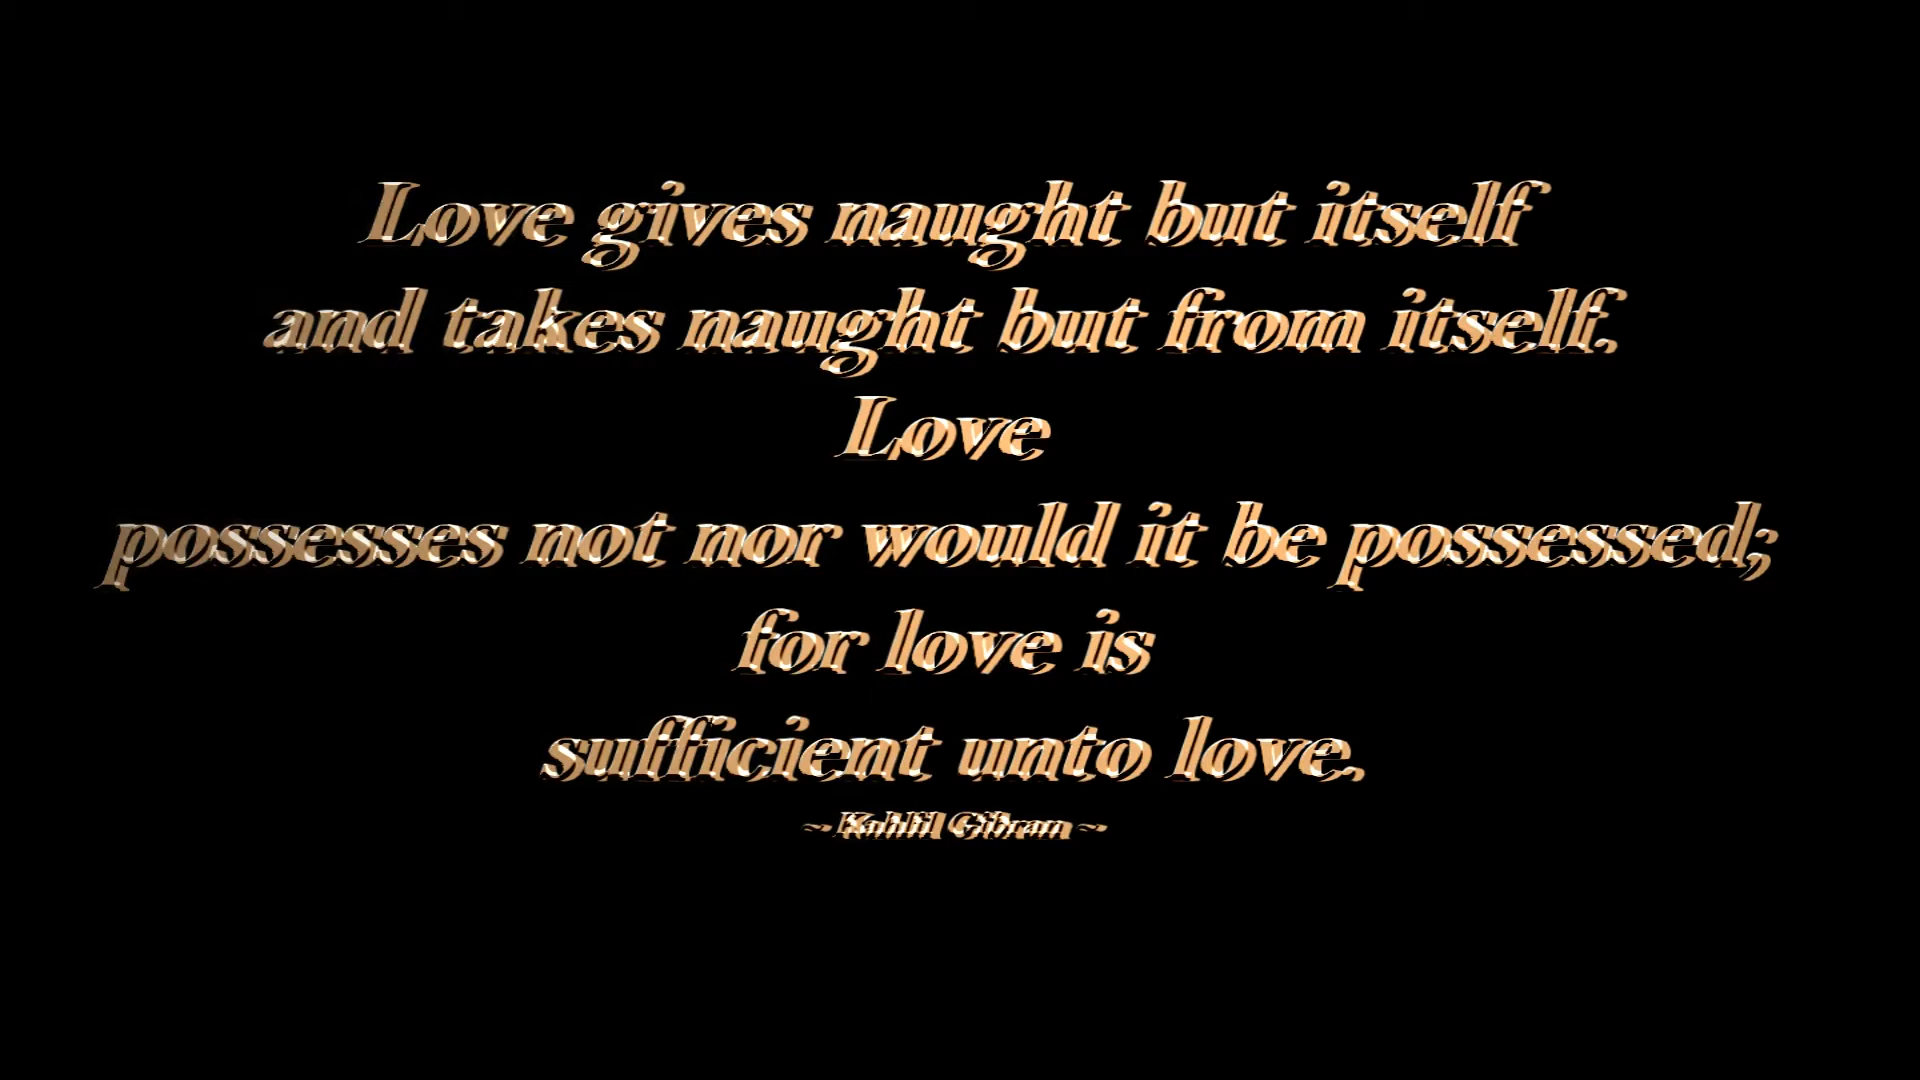 Love gives naught but itself
and takes naught but from itself.
Love
possesses not nor would it be possessed;
for love is
sufficient unto love.
~ Kahlil Gibran ~